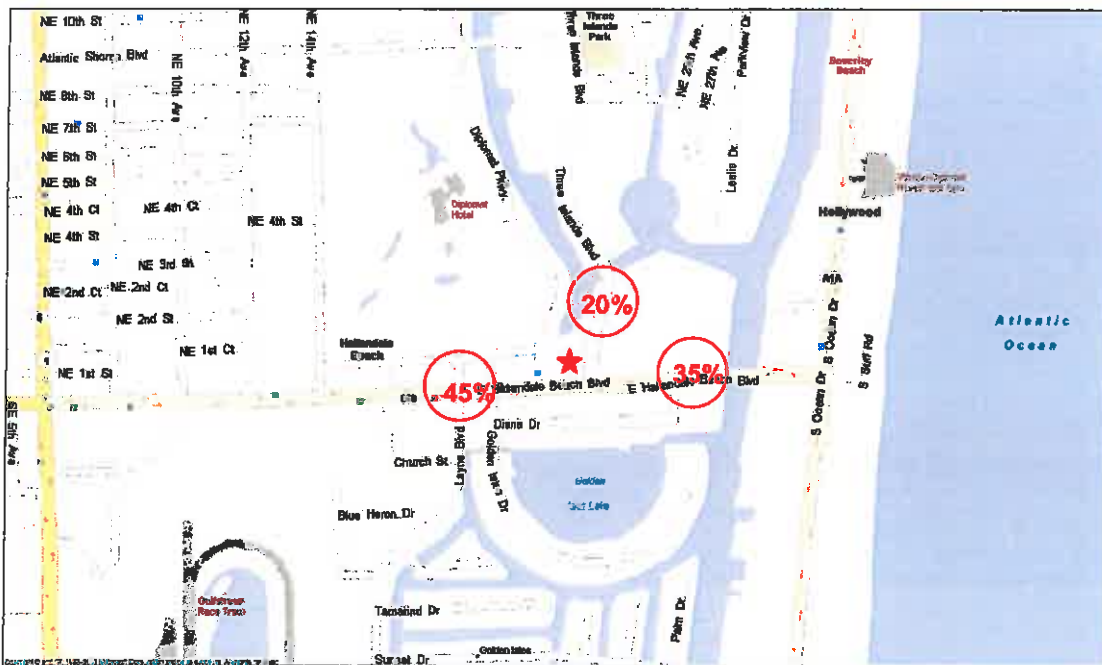 NE 10th St
Atlantic Shores Blvd
NE 8th St
NE 7th St
NE 6th St
NE 5th St
NE 4th Ct
NE 4th St
NE 2nd Ct
NE 1st St
NE 10th Ave
NE 12th Ave
NE 14th Ave
NE 4th Ct
NE 4th St
NE 3rd St
NE 2nd Ct
NE 2nd St
NE 1st Ct
Hallandale
Beach
Diplomat Pkwy
Diplomat
Hotel
Three Islands Blvd
Three
Islands
Park
Three Islands Blvd
NE 27th Ave
Parkview Dr
Leslie Dr
Beverley
Beach
Hollywood
A1A
S Ocean Dr
S Surf Rd
S Ocean Dr
Atlantic
Ocean
20%
45%
35%
Hallandale Beach Blvd
E Hallandale Beach Blvd
SE 5th Ave
Diana Dr
Layne Blvd
Golden Isles Dr
Church St
Blue Heron Dr
Golden
Isles Lake
Gulfstream
Race Track
Tamarind Dr
Sunset Dr
Golden Isles
Palm Dr